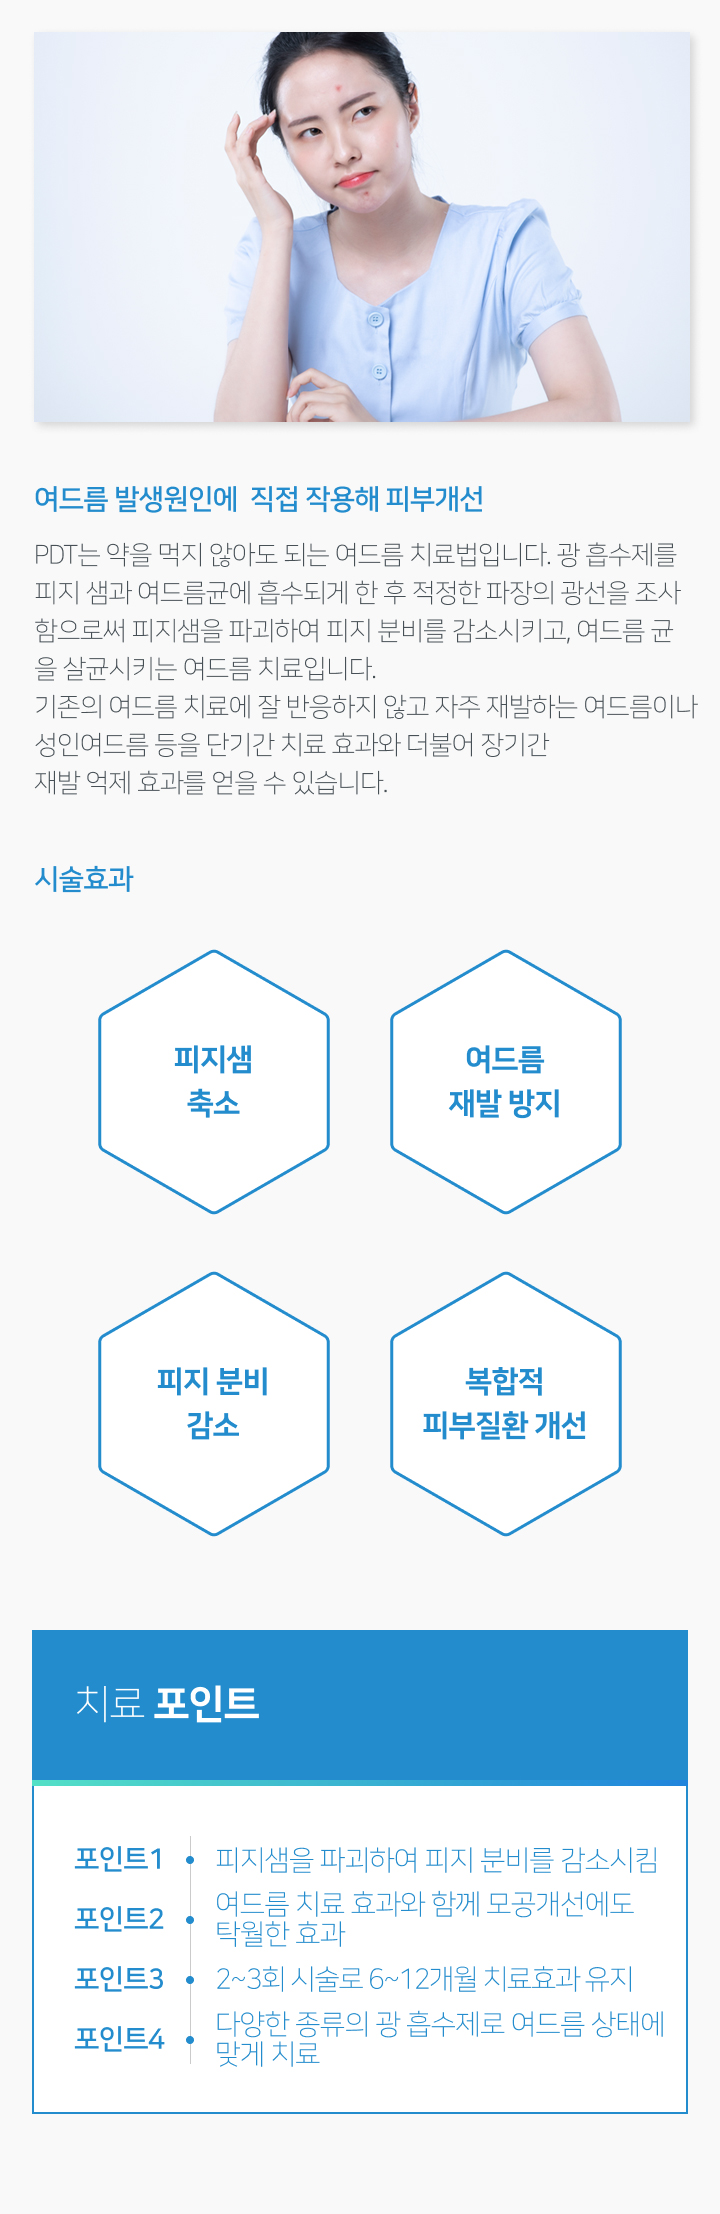 여드름 발생원인에  직접 작용해 피부개선
PDT는 약을 먹지 않아도 되는 여드름 치료법입니다. 광 흡수제를
피지 샘과 여드름균에 흡수되게 한 후 적정한 파장의 광선을 조사
함으로써 피지샘을 파괴하여 피지 분비를 감소시키고, 여드름 균
을 살균시키는 여드름 치료입니다.
기존의 여드름 치료에 잘 반응하지 않고 자주 재발하는 여드름이나
성인여드름 등을 단기간 치료 효과와 더불어 장기간
재발 억제 효과를 얻을 수 있습니다.
시술효과
피지샘
축소
여드름
재발 방지
피지 분비
감소
복합적
피부질환 개선
치료 포인트
포인트1
피지샘을 파괴하여 피지 분비를 감소시킴
포인트2
여드름 치료 효과와 함께 모공개선에도
탁월한 효과
포인트3
2~3회 시술로 6~12개월 치료효과 유지
포인트4
다양한 종류의 광 흡수제로 여드름 상태에
맞게 치료